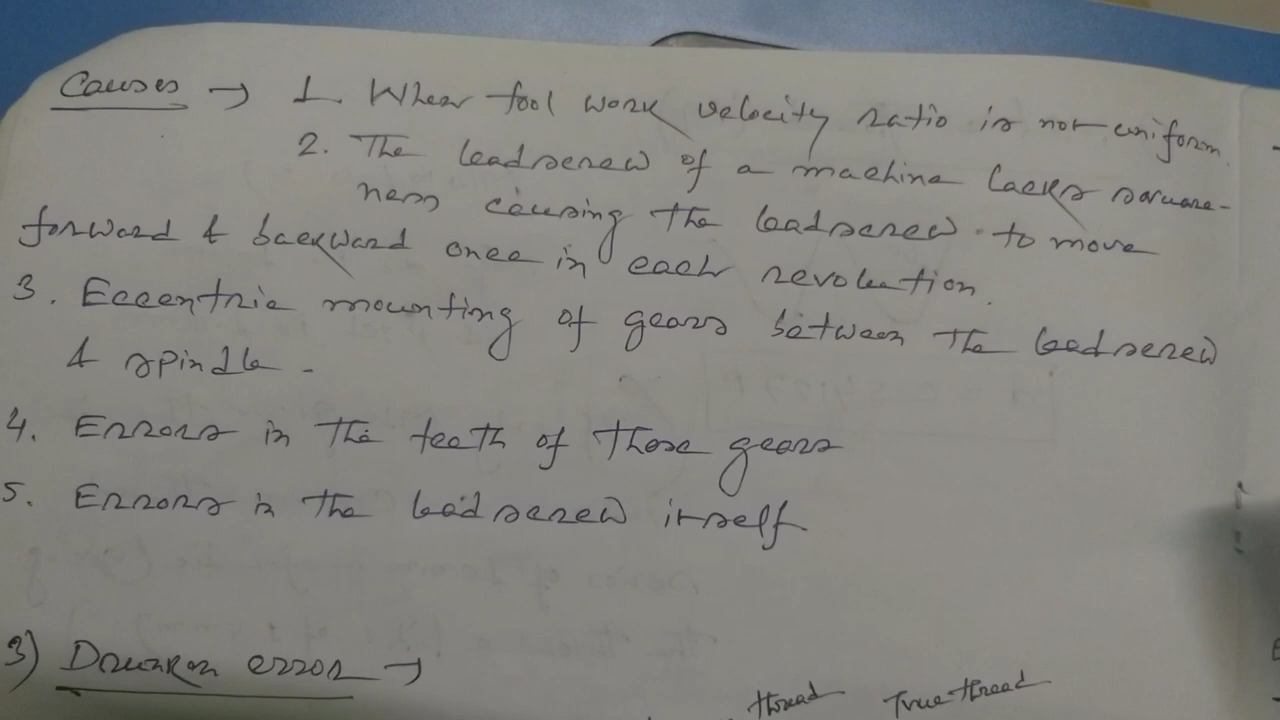 Causes → 1. When tool work velocity ratio is not uniform.
2. The leadscrew of a machine lacks square-
ness causing the leadscrew to move
forward & backward once in each revolution.
3. Eccentric mounting of gears between the leadscrew
& spindle.
4. Errors in the teeth of those gears
5. Errors in the leadscrew itself
3) Drunken error →
thread True thread